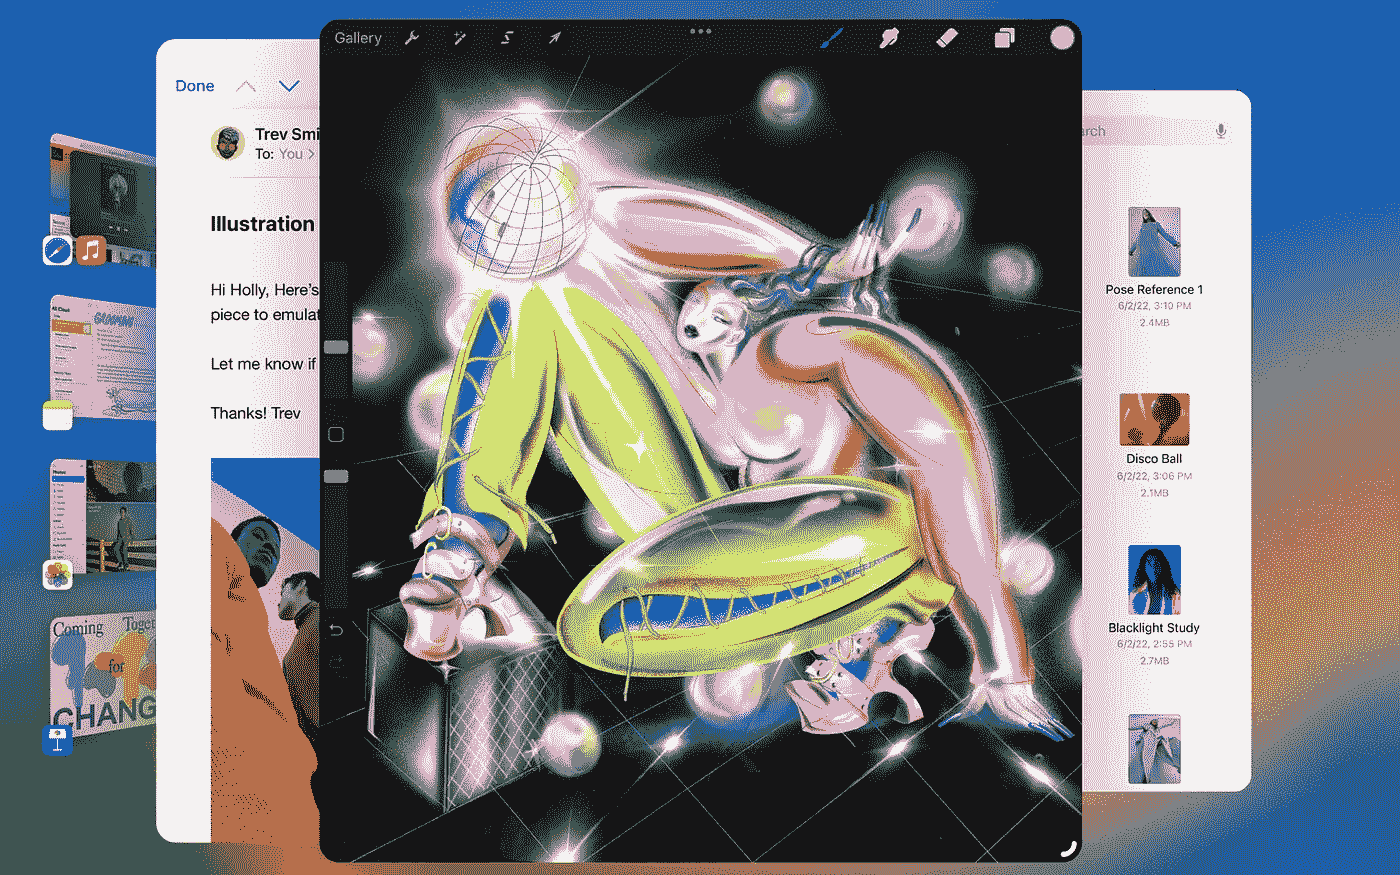 Gallery
Done
Trev Smi
To: You >
Illustration
Hi Holly, Here's
piece to emulat
Let me know if
Thanks! Trev
arch
Pose Reference 1
6/2/22, 3:10 PM
2.4MB
Disco Ball
6/2/22, 3:06 PM
2.1MB
Blacklight Study
6/2/22, 2:55 PM
2.7MB
Coming Toget
for
CHANG